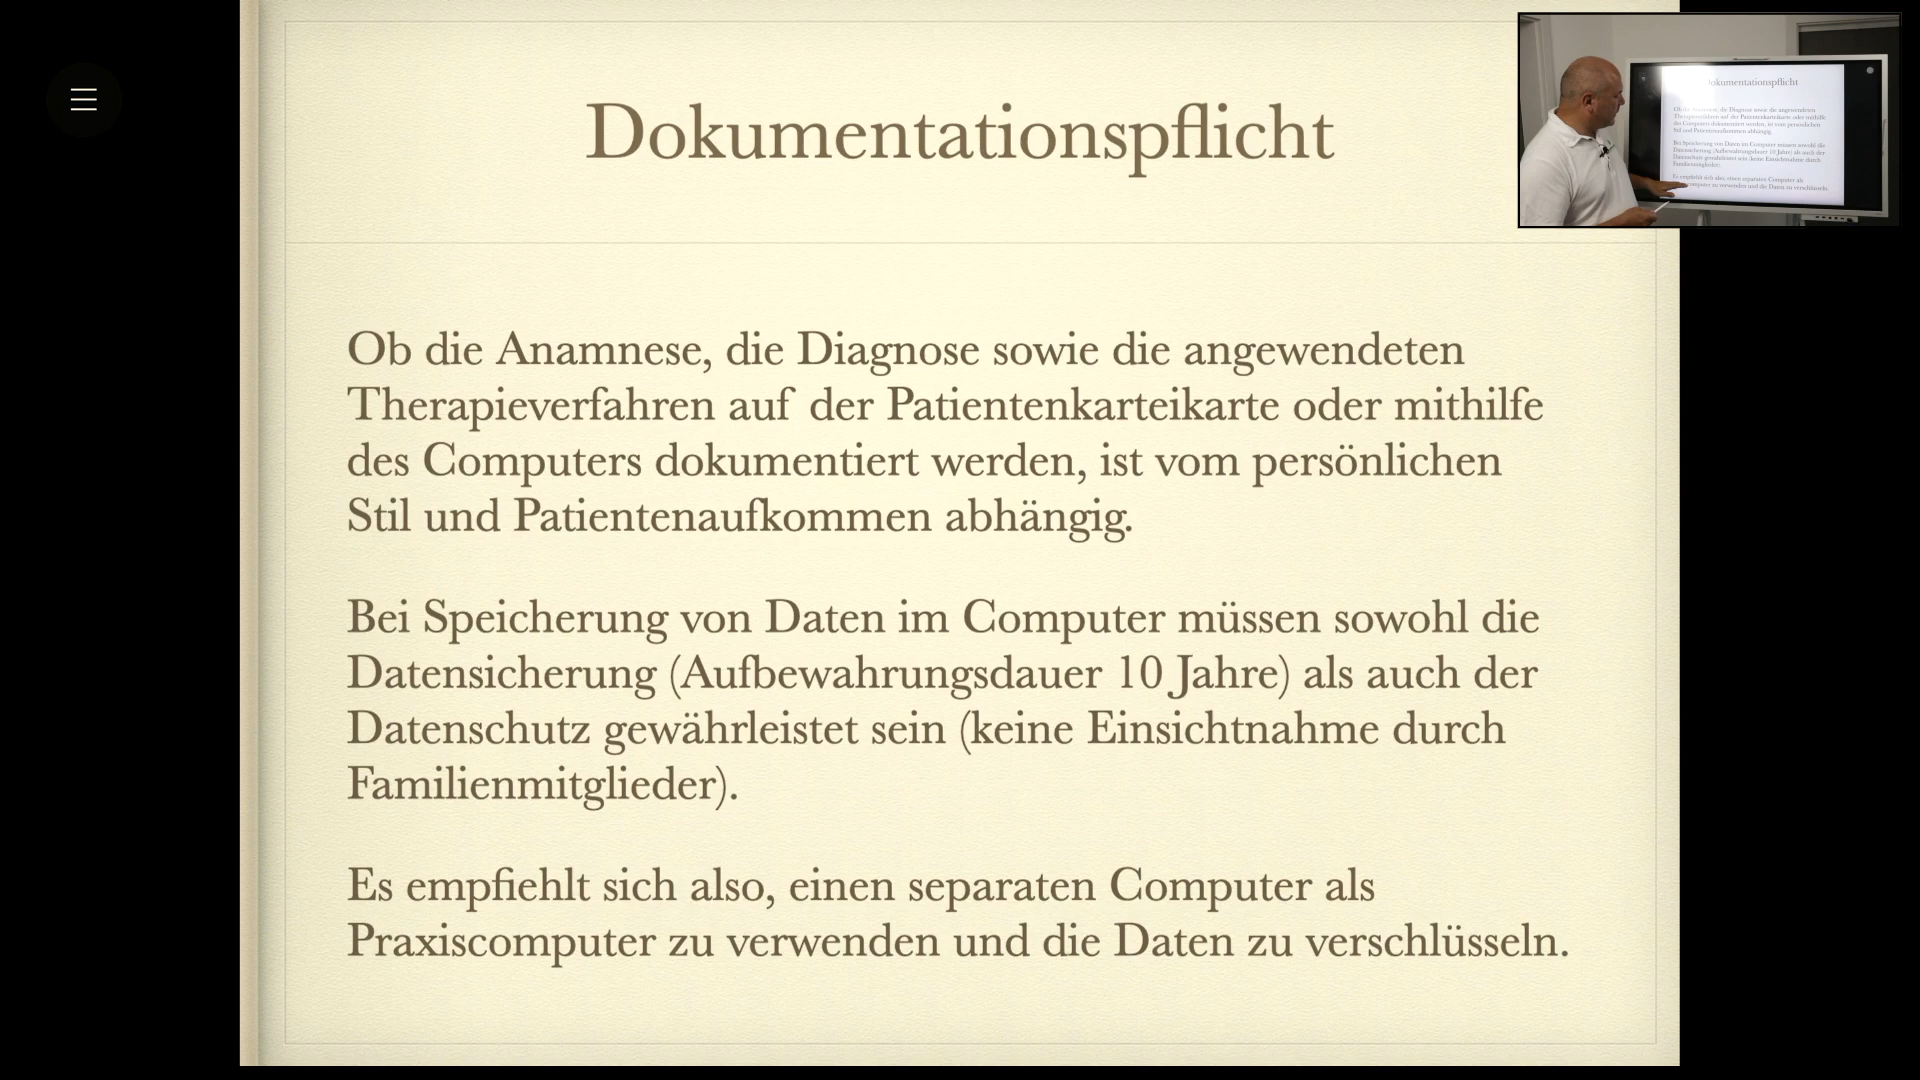 Dokumentationspflicht
Ob die Anamnese, die Diagnose sowie die angewendeten
Therapieverfahren auf der Patientenkarteikarte oder mithilfe
des Computers dokumentiert werden, ist vom persönlichen
Stil und Patientenaufkommen abhängig.
Bei Speicherung von Daten im Computer müssen sowohl die
Datensicherung (Aufbewahrungsdauer 10 Jahre) als auch der
Datenschutz gewährleistet sein (keine Einsichtnahme durch
Familienmitglieder).
Es empfiehlt sich also, einen separaten Computer als
Praxiscomputer zu verwenden und die Daten zu verschlüsseln.